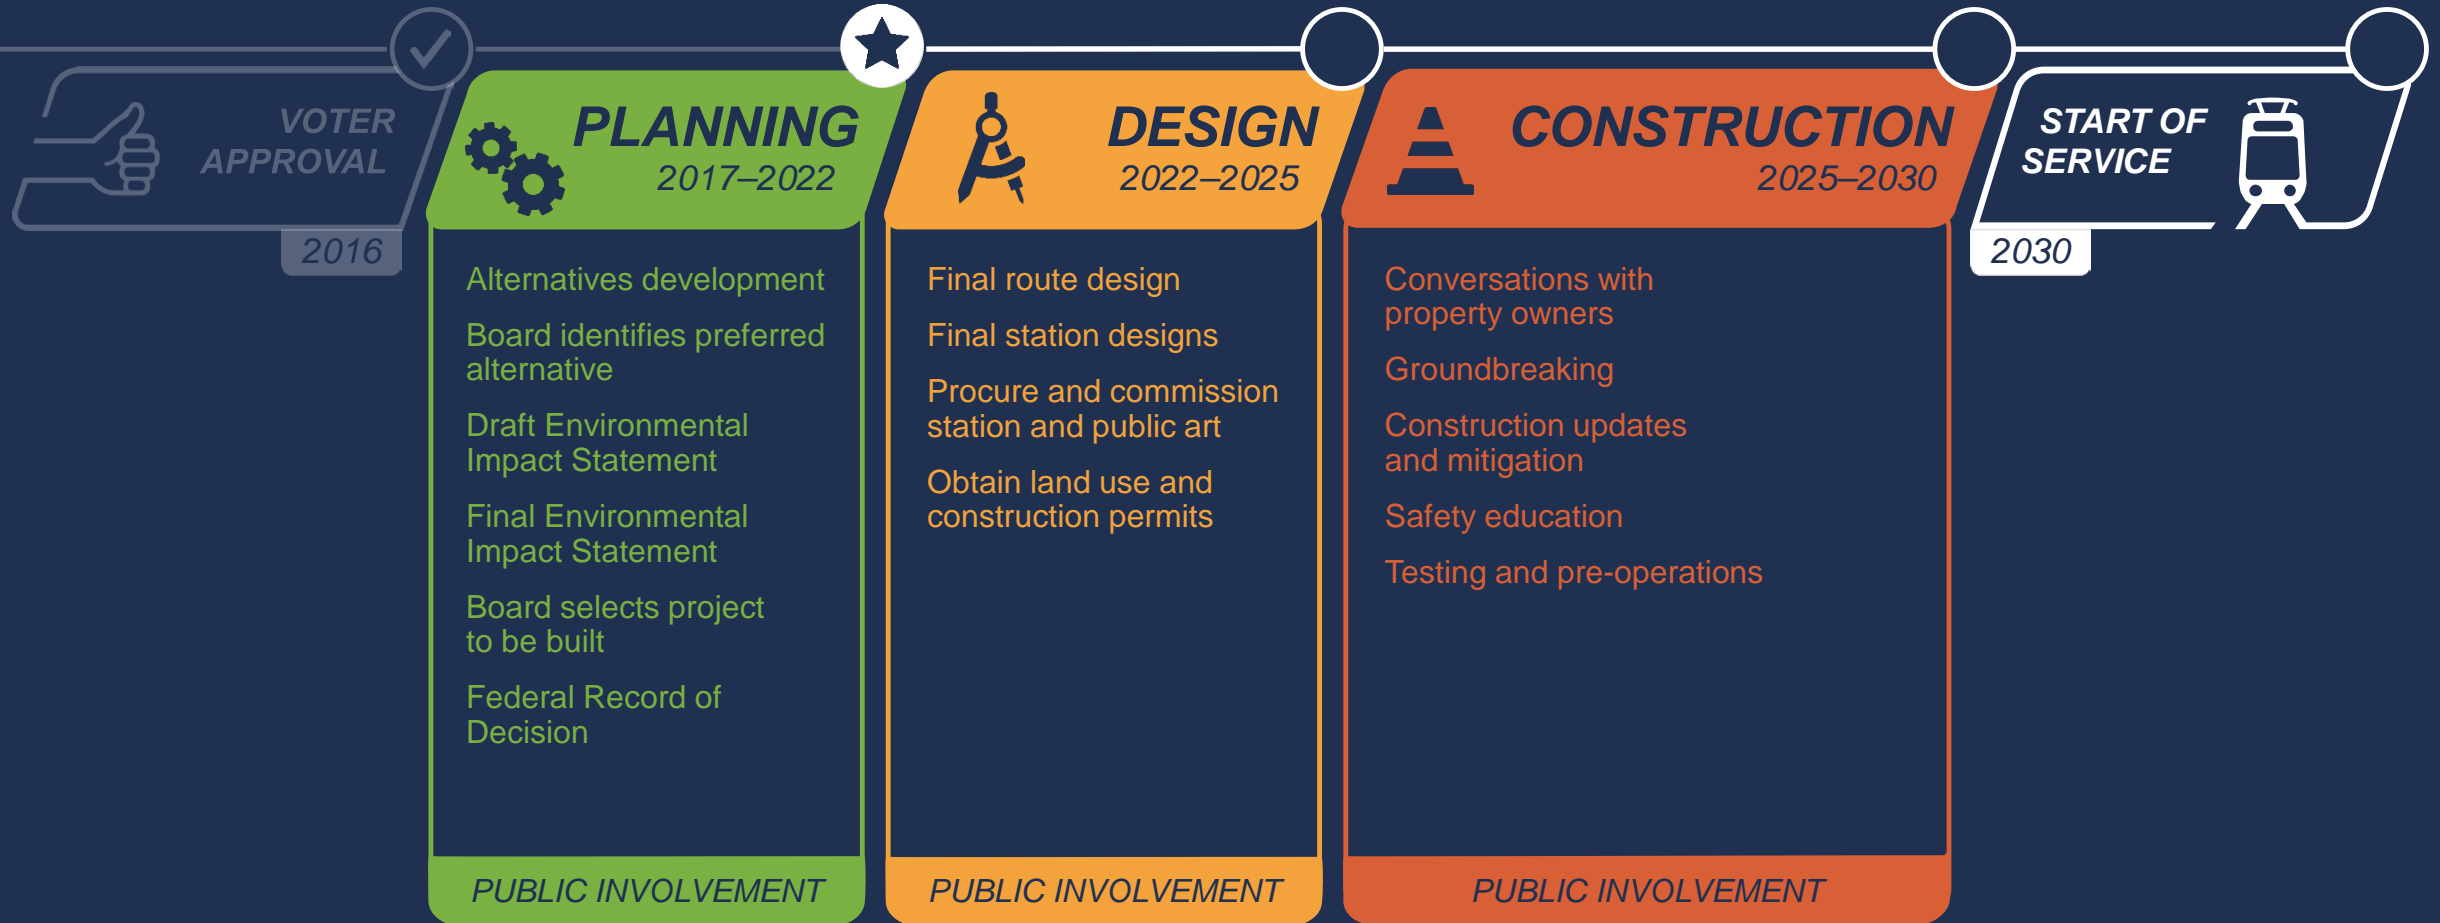 VOTER
APPROVAL
2016
PLANNING
2017–2022
Alternatives development
Board identifies preferred
alternative
Draft Environmental
Impact Statement
Final Environmental
Impact Statement
Board selects project
to be built
Federal Record of
Decision
PUBLIC INVOLVEMENT
DESIGN
2022–2025
Final route design
Final station designs
Procure and commission
station and public art
Obtain land use and
construction permits
PUBLIC INVOLVEMENT
CONSTRUCTION
2025–2030
Conversations with
property owners
Groundbreaking
Construction updates
and mitigation
Safety education
Testing and pre-operations
PUBLIC INVOLVEMENT
START OF
SERVICE
2030